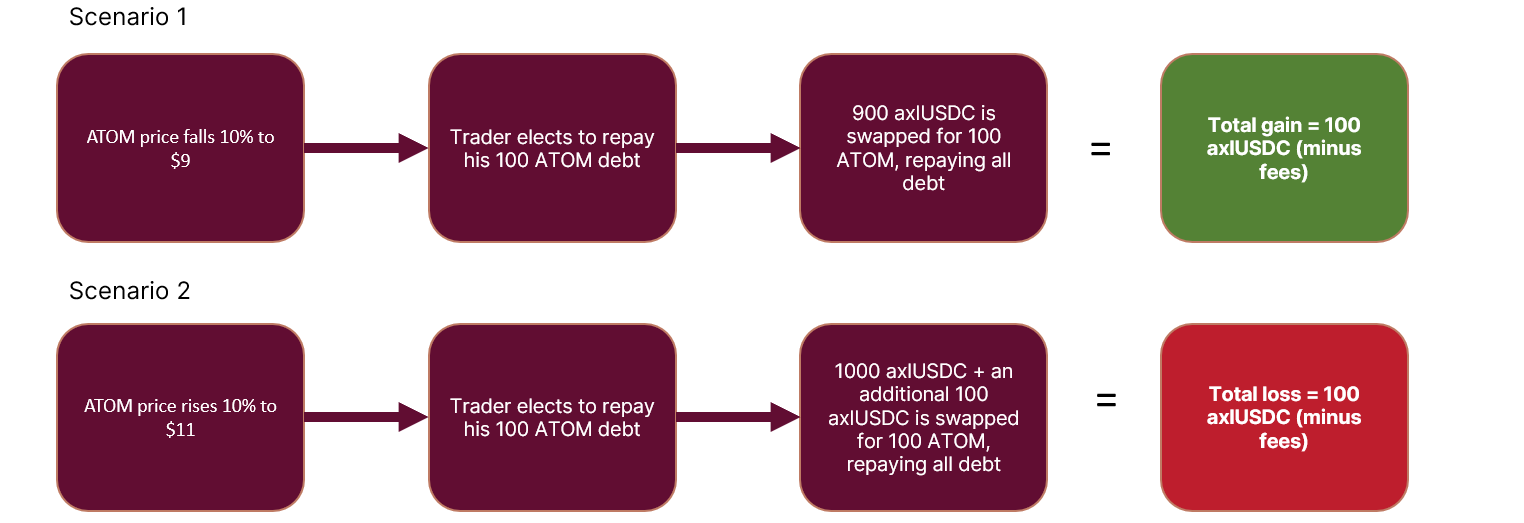 Scenario 1
ATOM price falls 10% to
$9
Trader elects to repay
his 100 ATOM debt
900 axlUSDC is
swapped for 100
ATOM, repaying all
debt
=
Total gain = 100
axlUSDC (minus
fees)
Scenario 2
ATOM price rises 10% to
$11
Trader elects to repay
his 100 ATOM debt
1000 axlUSDC + an
additional 100
axlUSDC is swapped
for 100 ATOM,
repaying all debt
=
Total loss = 100
axlUSDC (minus
fees)